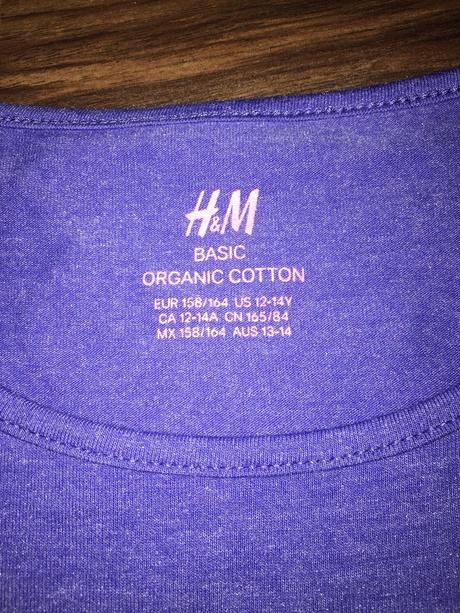 H&M
BASIC
ORGANIC COTTON
EUR 158/164 US 12-14Y
CA 12-14A CN 165/84
MX 158/164 AUS 13-14